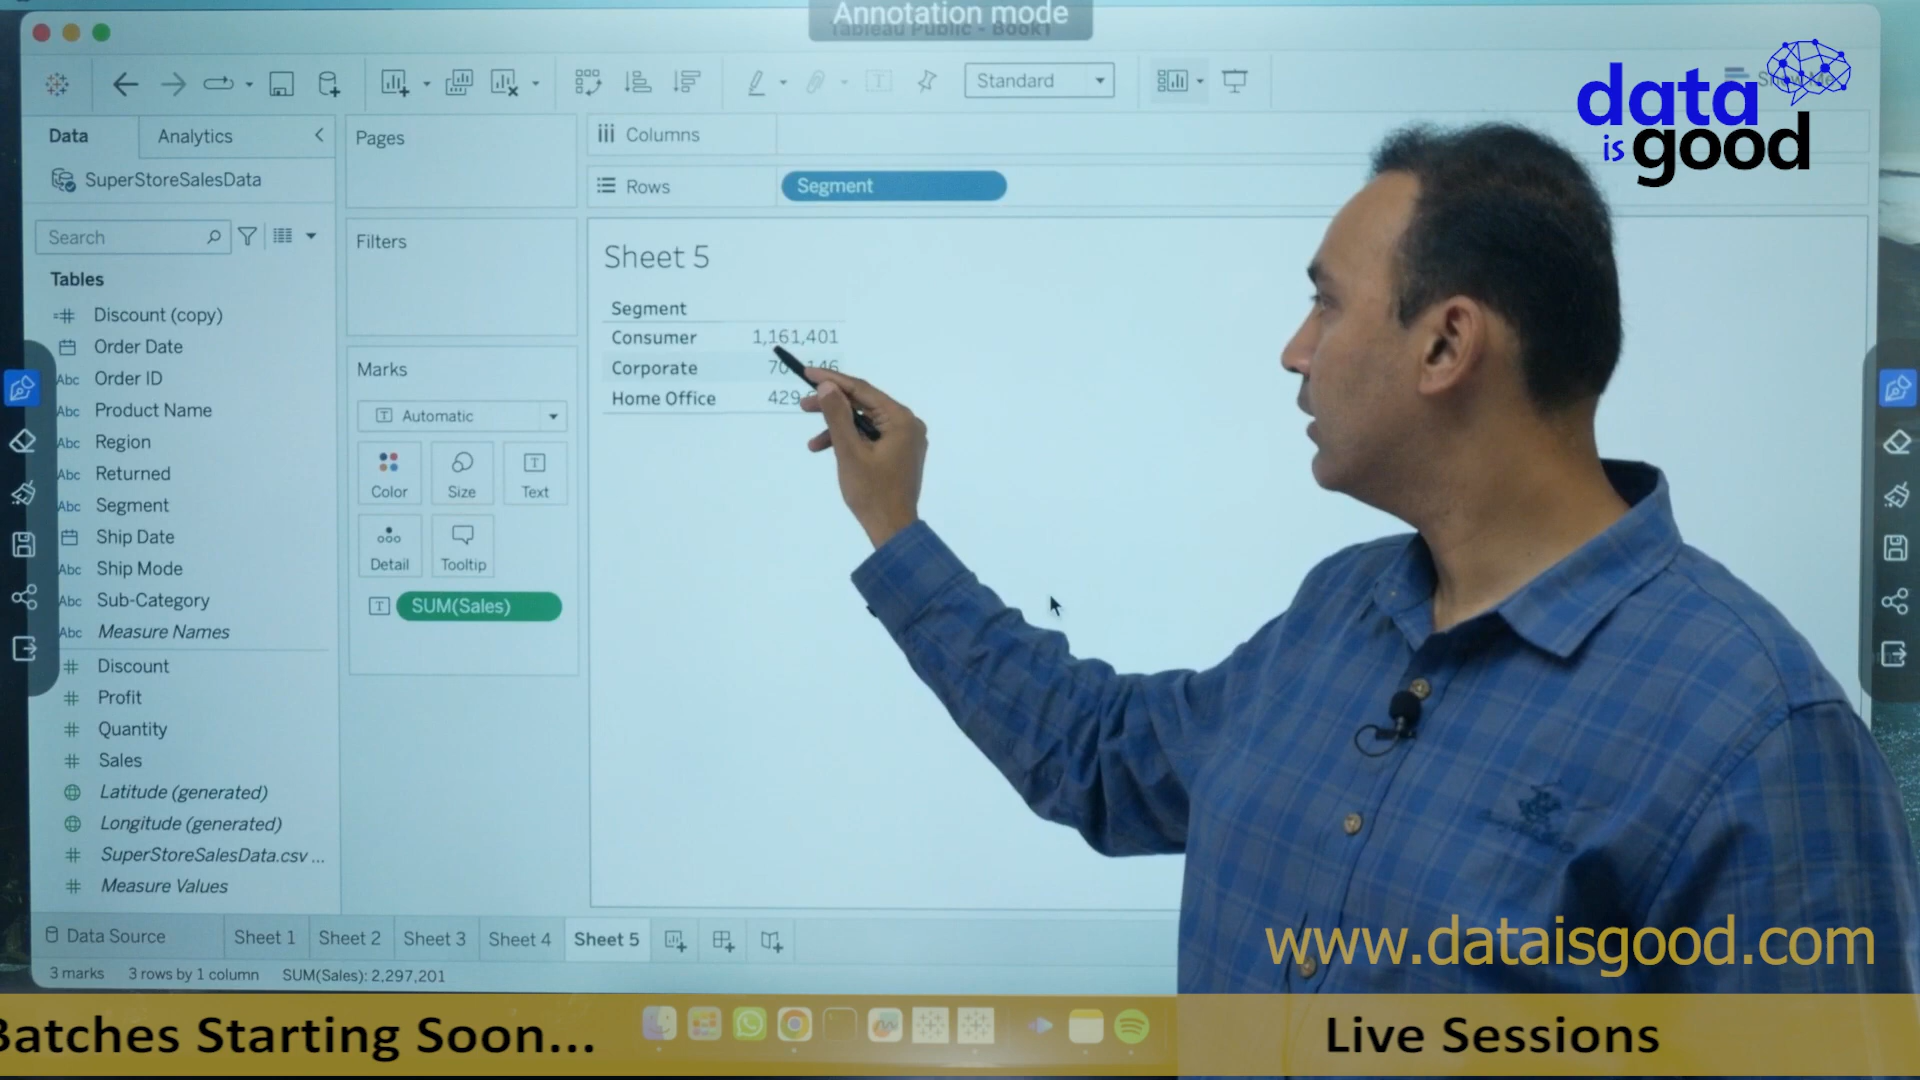 Annotation mode
Tableau Public - Book1
data
is good
Standard
Show Me
Data
Analytics
Pages
Columns
SuperStoreSalesData
Rows
Segment
Search
Filters
Sheet 5
Tables
Segment
Discount (copy)
Consumer 1,161,401
Order Date
Corporate
Marks
Order ID
Home Office
Automatic
Product Name
Region
Returned
Color
Size
Text
Segment
Ship Date
Ship Mode
Detail
Tooltip
Sub-Category
SUM(Sales)
Measure Names
Discount
Profit
Quantity
Sales
Latitude (generated)
Longitude (generated)
SuperStoreSalesData.csv ...
Measure Values
Data Source
Sheet 1
Sheet 2
Sheet 3
Sheet 4
Sheet 5
www.dataisgood.com
3 marks
3 rows by 1 column
SUM(Sales): 2,297,201
Batches Starting Soon...
Live Sessions